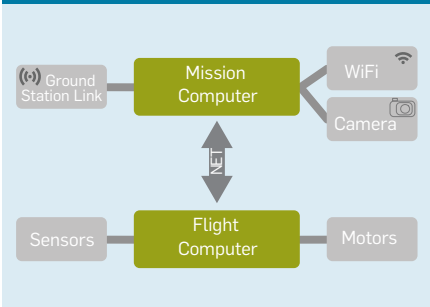 Ground
Station Link
Mission
Computer
WiFi
Camera
NET
Sensors
Flight
Computer
Motors